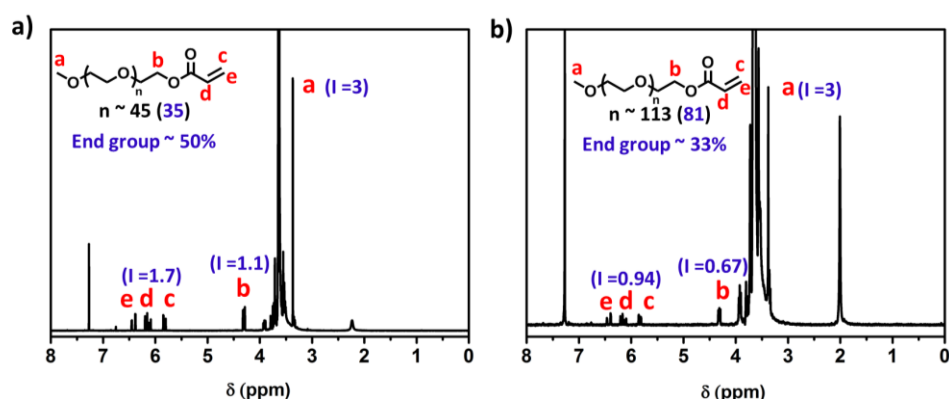 a)
a
b
c
e
d
O
O
O
O
n
n ~ 45 (35)
End group ~ 50%
a (I =3)
(I =1.7)
(I =1.1)
e d c
b
8 7 6 5 4 3 2 1 0
δ (ppm)
b)
a
b
c
e
d
O
O
O
O
n
n ~ 113 (81)
End group ~ 33%
a (I=3)
(I =0.94)
(I =0.67)
e d c
b
8 7 6 5 4 3 2 1 0
δ (ppm)